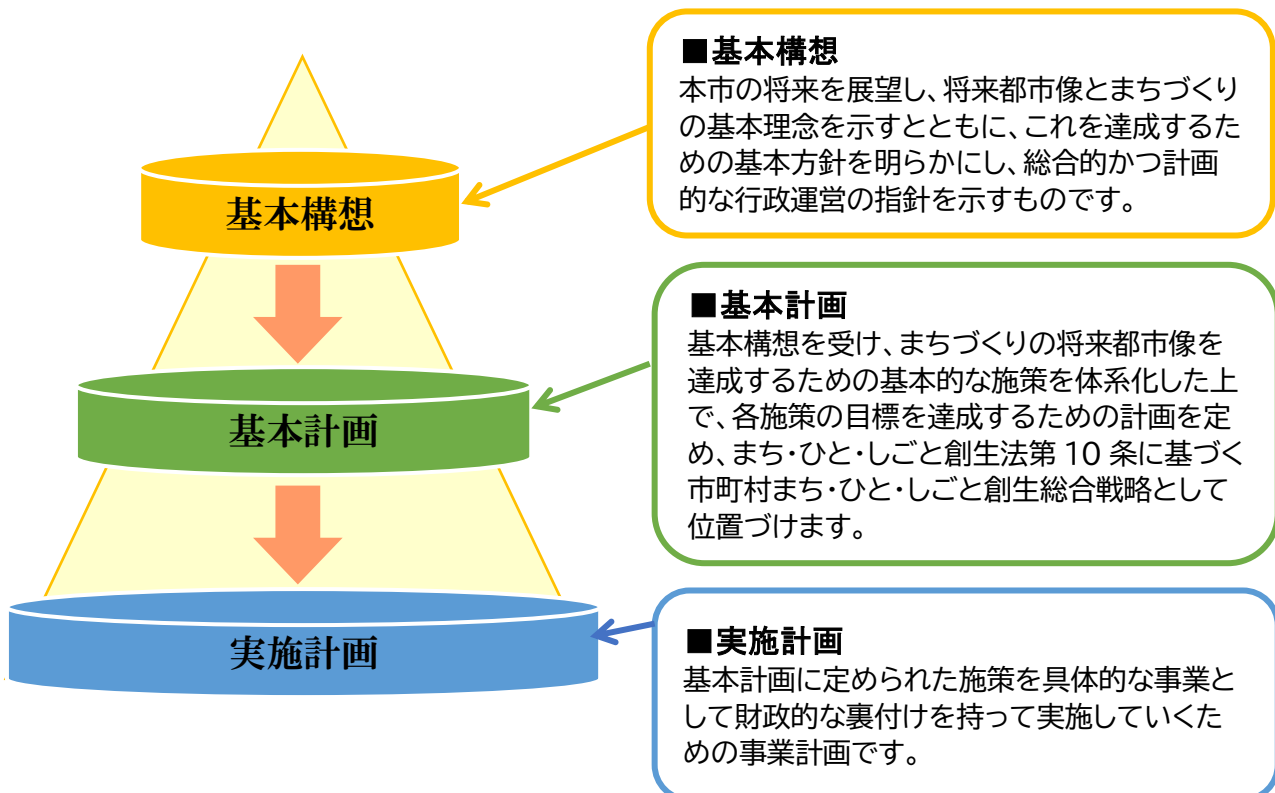 ■基本構想
本市の将来を展望し、将来都市像とまちづくり
の基本理念を示すとともに、これを達成するた
めの基本方針を明らかにし、総合的かつ計画
的な行政運営の指針を示すものです。
基本構想
■基本計画
基本構想を受け、まちづくりの将来都市像を
達成するための基本的な施策を体系化した上
で、各施策の目標を達成するための計画を定
め、まち・ひと・しごと創生法第 10 条に基づく
市町村まち・ひと・しごと創生総合戦略として
位置づけます。
基本計画
■実施計画
基本計画に定められた施策を具体的な事業と
して財政的な裏付けを持って実施していくた
めの事業計画です。
実施計画